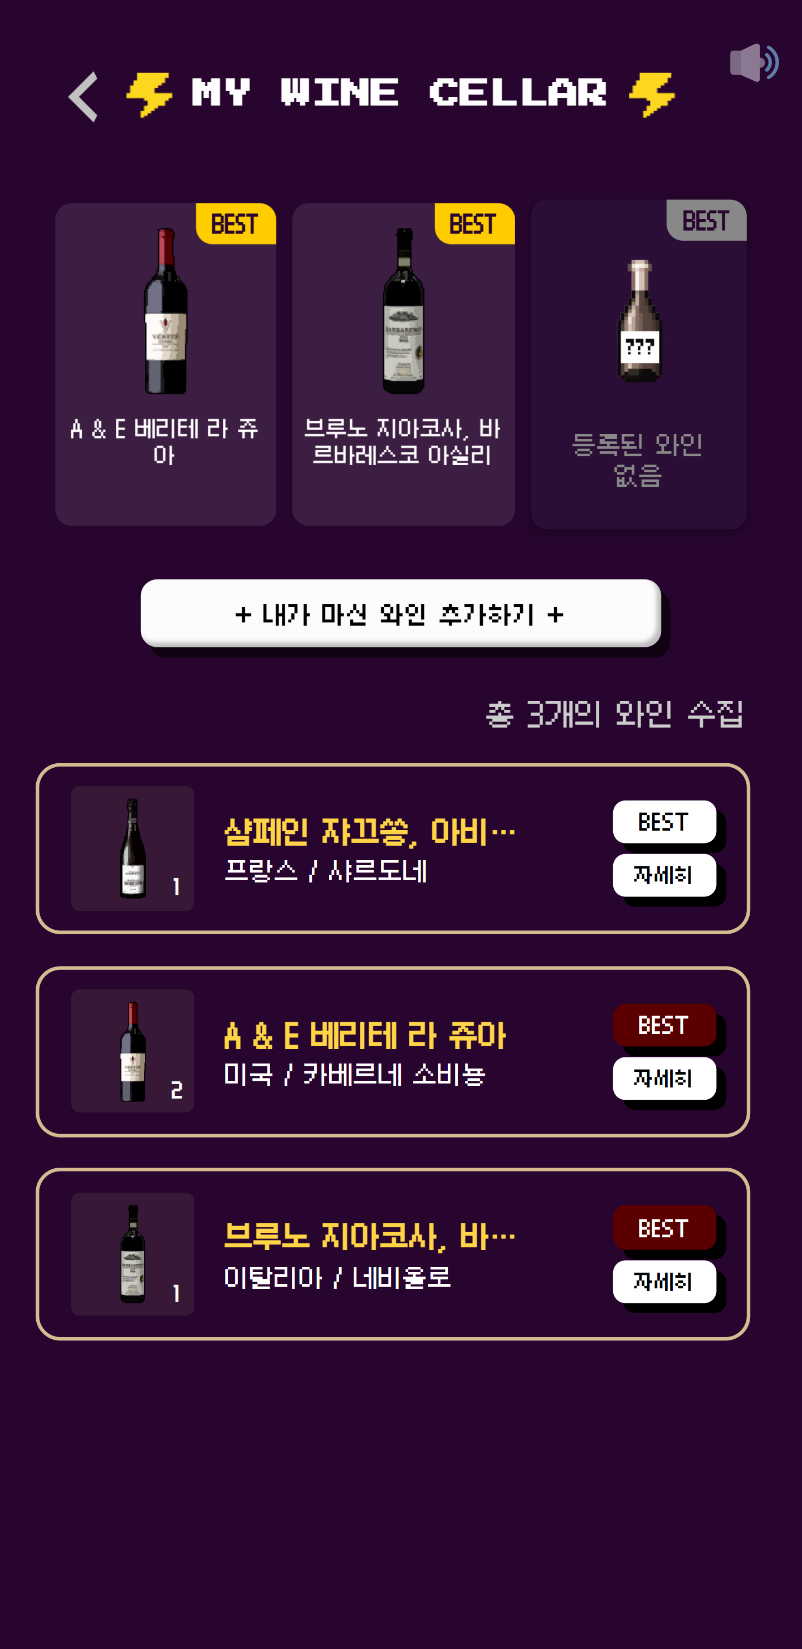 MY WINE CELLAR
BEST
BEST
BEST
???
A & E 베리테 라 쥬
아
브루노 지아코사, 바
르바레스코 아실리
등록된 와인
없음
+ 내가 마신 와인 추가하기 +
총 3개의 와인 수집
샴페인 쟈끄쏭, 아비…
프랑스 / 샤르도네
1
BEST
자세히
A & E 베리테 라 쥬아
미국 / 카베르네 소비뇽
2
BEST
자세히
브루노 지아코사, 바…
이탈리아 / 네비올로
1
BEST
자세히